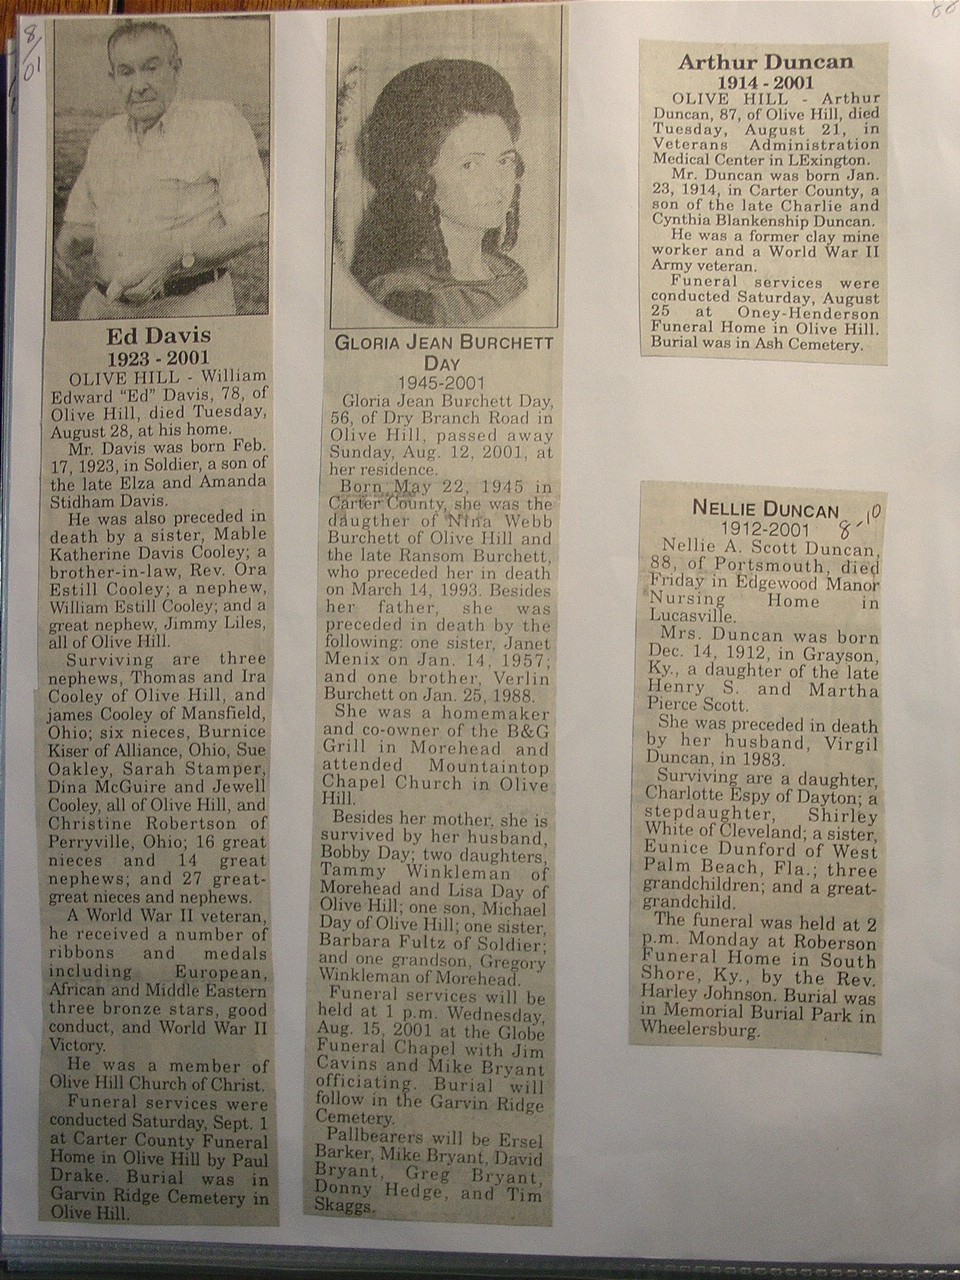 8/01
Ed Davis
1923 - 2001
OLIVE HILL - William
Edward “Ed” Davis, 78, of
Olive Hill, died Tuesday,
August 28, at his home.
Mr. Davis was born Feb.
17, 1923, in Soldier, a son of
the late Elza and Amanda
Stidham Davis.
He was also preceded in
death by a sister, Mable
Katherine Davis Cooley; a
brother-in-law, Rev. Ora
Estill Cooley; a nephew,
William Estill Cooley; and a
great nephew, Jimmy Liles,
all of Olive Hill.
Surviving are three
nephews, Thomas and Ira
Cooley of Olive Hill, and
james Cooley of Mansfield,
Ohio; six nieces, Burnice
Kiser of Alliance, Ohio, Sue
Oakley, Sarah Stamper,
Dina McGuire and Jewell
Cooley, all of Olive Hill, and
Christine Robertson of
Perryville, Ohio; 16 great
nieces and 14 great
nephews; and 27 great-
great nieces and nephews.
A World War II veteran,
he received a number of
ribbons and medals
including European,
African and Middle Eastern
three bronze stars, good
conduct, and World War II
Victory.
He was a member of
Olive Hill Church of Christ.
Funeral services were
conducted Saturday, Sept. 1
at Carter County Funeral
Home in Olive Hill by Paul
Drake. Burial was in
Garvin Ridge Cemetery in
Olive Hill.
GLORIA JEAN BURCHETT
DAY
1945-2001
Gloria Jean Burchett Day,
56, of Dry Branch Road in
Olive Hill, passed away
Sunday, Aug. 12, 2001, at
her residence.
Born May 22, 1945 in
Carter County, she was the
daugther of Nina Webb
Burchett of Olive Hill and
the late Ransom Burchett,
who preceded her in death
on March 14, 1993. Besides
her father, she was
preceded in death by the
following: one sister, Janet
Menix on Jan. 14, 1957;
and one brother, Verlin
Burchett on Jan. 25, 1988.
She was a homemaker
and co-owner of the B&G
Grill in Morehead and
attended Mountaintop
Chapel Church in Olive
Hill.
Besides her mother, she is
survived by her husband,
Bobby Day; two daughters,
Tammy Winkleman of
Morehead and Lisa Day of
Olive Hill; one son, Michael
Day of Olive Hill; one sister,
Barbara Fultz of Soldier;
and one grandson, Gregory
Winkleman of Morehead.
Funeral services will be
held at 1 p.m. Wednesday,
Aug. 15, 2001 at the Globe
Funeral Chapel with Jim
Cavins and Mike Bryant
officiating. Burial will
follow in the Garvin Ridge
Cemetery.
Pallbearers will be Ersel
Barker, Mike Bryant, David
Bryant, Greg Bryant,
Donny Hedge, and Tim
Skaggs.
Arthur Duncan
1914 - 2001
OLIVE HILL - Arthur
Duncan, 87, of Olive Hill, died
Tuesday, August 21, in
Veterans Administration
Medical Center in LExington.
Mr. Duncan was born Jan.
23, 1914, in Carter County, a
son of the late Charlie and
Cynthia Blankenship Duncan.
He was a former clay mine
worker and a World War II
Army veteran.
Funeral services were
conducted Saturday, August
25 at Oney-Henderson
Funeral Home in Olive Hill.
Burial was in Ash Cemetery.
NELLIE DUNCAN
1912-2001 8-10
Nellie A. Scott Duncan,
88, of Portsmouth, died
Friday in Edgewood Manor
Nursing Home in
Lucasville.
Mrs. Duncan was born
Dec. 14, 1912, in Grayson,
Ky., a daughter of the late
Henry S. and Martha
Pierce Scott.
She was preceded in death
by her husband, Virgil
Duncan, in 1983.
Surviving are a daughter,
Charlotte Espy of Dayton; a
stepdaughter, Shirley
White of Cleveland; a sister,
Eunice Dunford of West
Palm Beach, Fla.; three
grandchildren; and a great-
grandchild.
The funeral was held at 2
p.m. Monday at Roberson
Funeral Home in South
Shore, Ky., by the Rev.
Harley Johnson. Burial was
in Memorial Burial Park in
Wheelersburg.